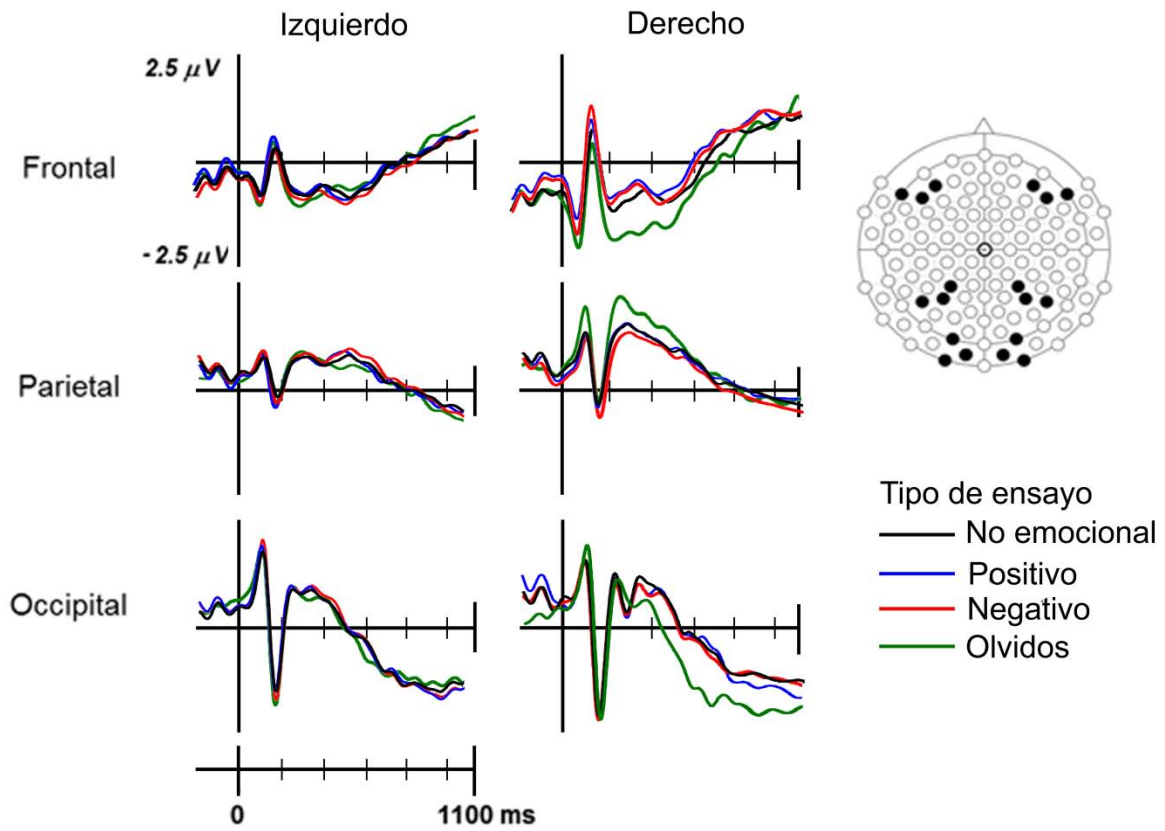 Izquierdo
Derecho
2.5 μV
Frontal
- 2.5 μV
Parietal
Occipital
Tipo de ensayo
No emocional
Positivo
Negativo
Olvidos
0
1100 ms